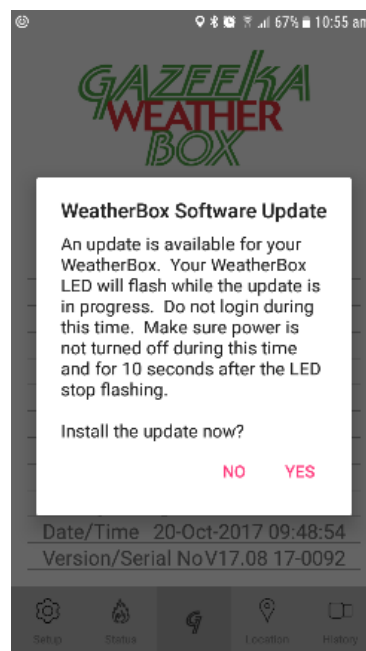 67% 10:55 am
GAZEEKA
WEATHER
BOX
WeatherBox Software Update
An update is available for your
WeatherBox. Your WeatherBox
LED will flash while the update is
in progress. Do not login during
this time. Make sure power is
not turned off during this time
and for 10 seconds after the LED
stop flashing.
Install the update now?
NO YES
Date/Time 20-Oct-2017 09:48:54
Version/Serial No V17.08 17-0092
Setup Status G Location History